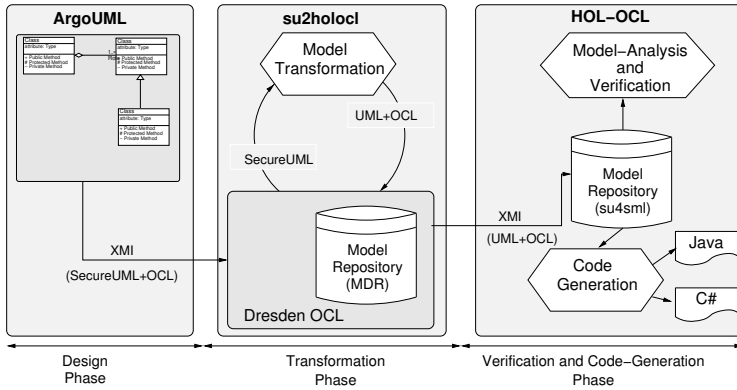 ArgoUML
Class
attribute: Type
+ Public Method
# Protected Method
− Private Method
1..*
Role
Class
attribute: Type
+ Public Method
# Protected Method
− Private Method
Class
attribute: Type
+ Public Method
# Protected Method
− Private Method
XMI
(SecureUML+OCL)
su2holocl
Model
Transformation
UML+OCL
SecureUML
Model
Repository
(MDR)
Dresden OCL
XMI
(UML+OCL)
HOL−OCL
Model−Analysis
and
Verification
Model
Repository
(su4sml)
Code
Generation
Java
C#
Design
Phase
Transformation
Phase
Verification and Code−Generation
Phase